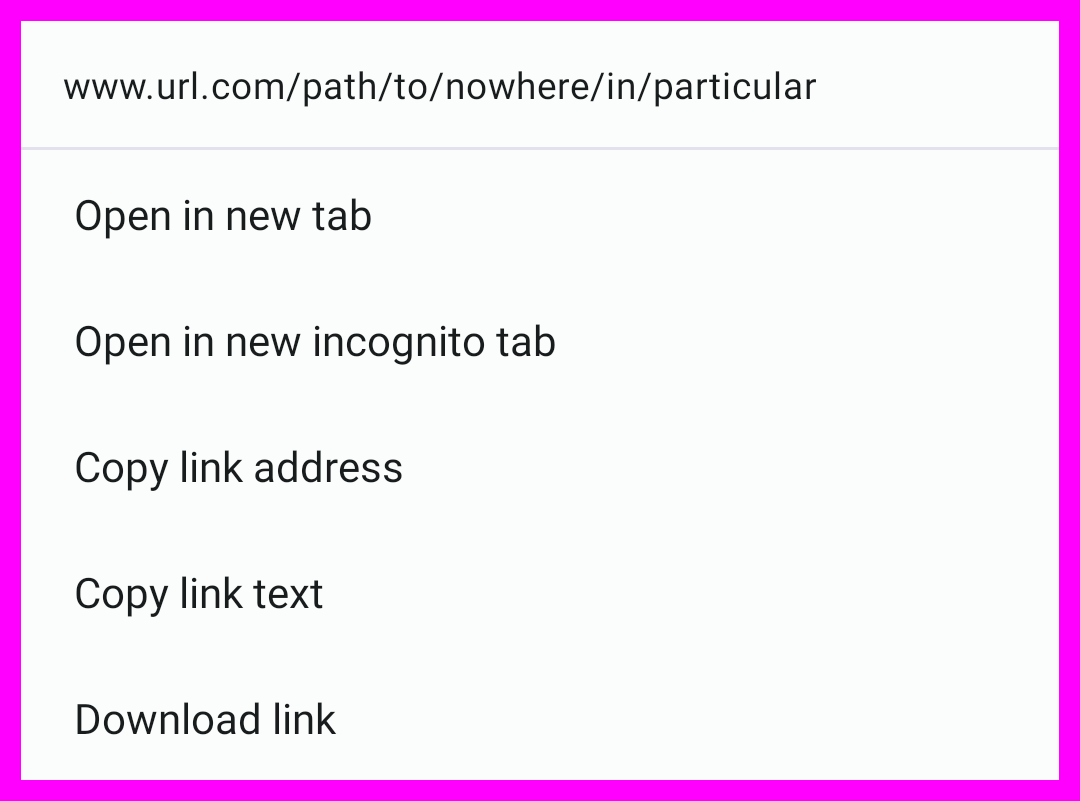 www.url.com/path/to/nowhere/in/particular
Open in new tab
Open in new incognito tab
Copy link address
Copy link text
Download link